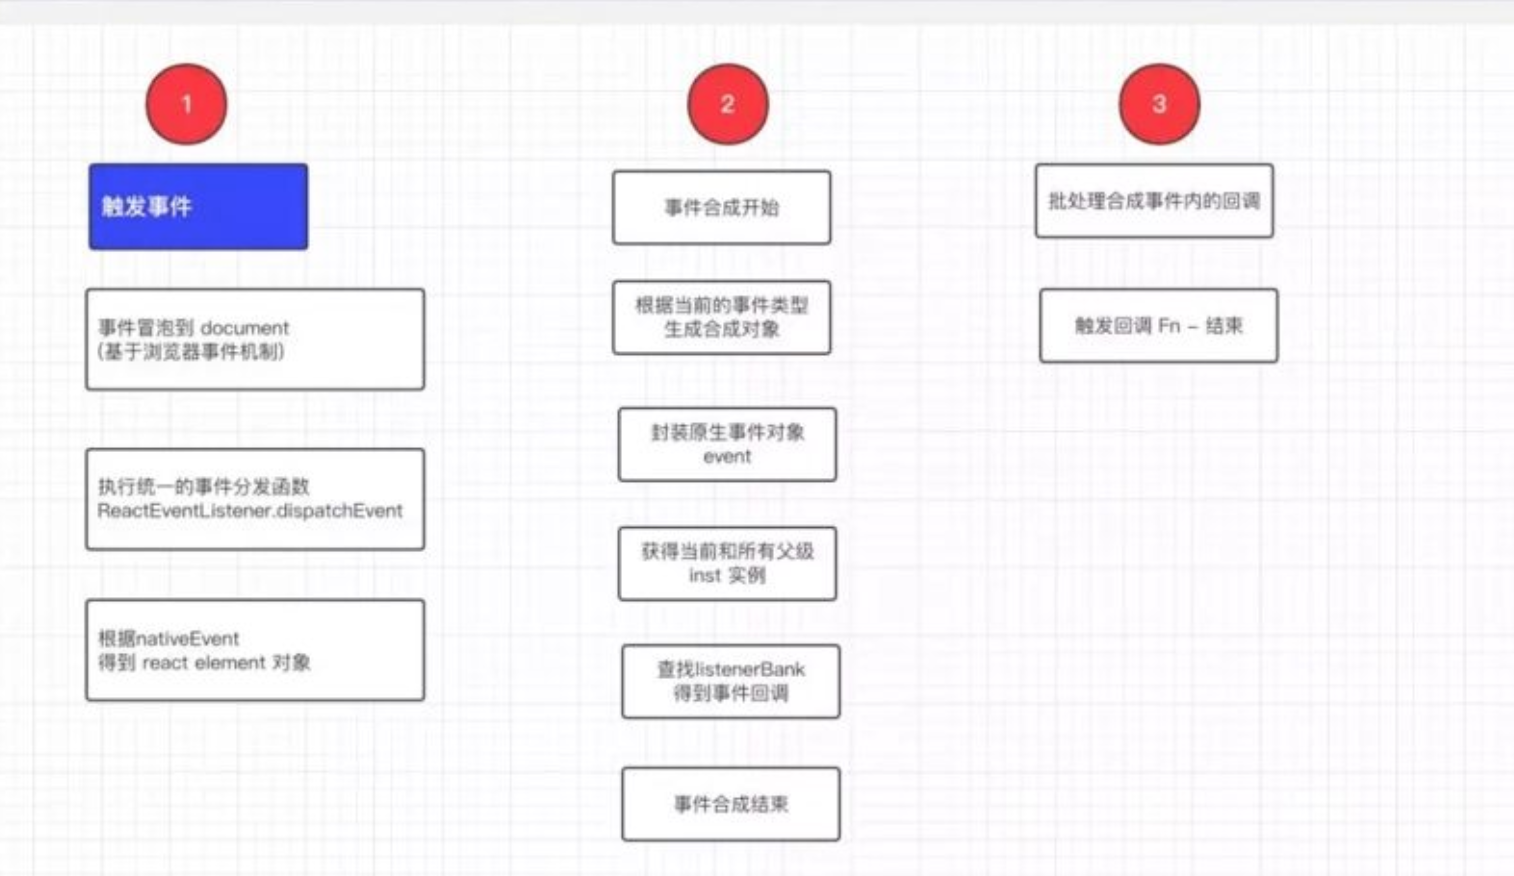 1
触发事件
事件冒泡到 document
(基于浏览器事件机制)
执行统一的事件分发函数
ReactEventListener.dispatchEvent
根据nativeEvent
得到 react element 对象
2
事件合成开始
根据当前的事件类型
生成合成对象
封装原生事件对象
event
获得当前和所有父级
inst 实例
查找listenerBank
得到事件回调
事件合成结束
3
批处理合成事件内的回调
触发回调 Fn - 结束